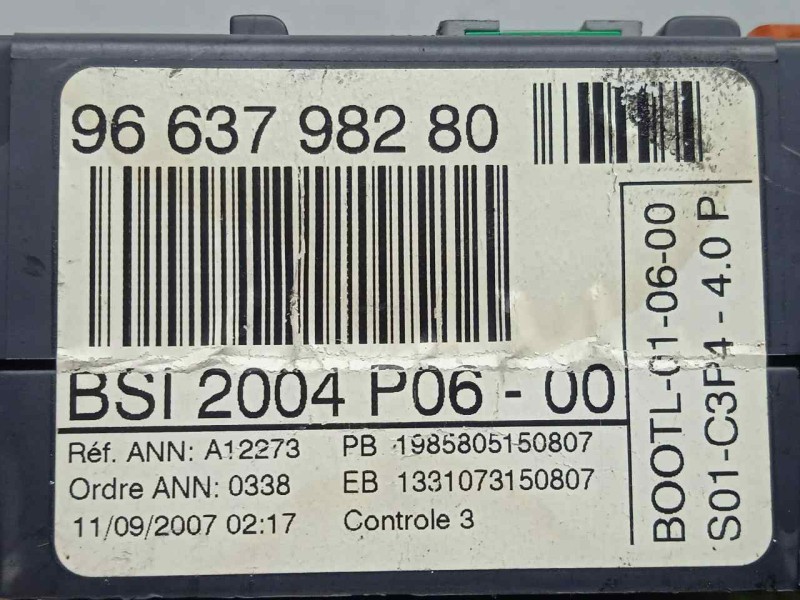 96 637 982 80
BSI 2004 P06 - 00
Réf. ANN: A12273
Ordre ANN: 0338
11/09/2007 02:17
PB 1985805150807
EB 1331073150807
Controle 3
BOOTL-01-06-00
S01-C3P4 - 4.0 P